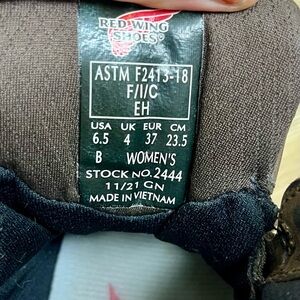 RED WING
SHOES
ASTM F2413-18
F/I/C
EH
USA UK EUR CM
6.5 4 37 23.5
B WOMEN'S
STOCK NO. 2444
11/21 GN
MADE IN VIETNAM